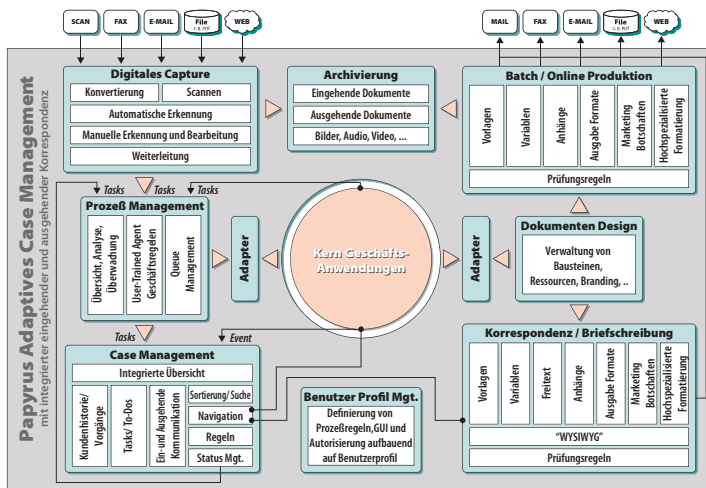 SCAN
FAX
E-MAIL
File
z. B. PDF
WEB
MAIL
FAX
E-MAIL
File
z. B. PDF
WEB
Papyrus Adaptives Case Management
mit integrierter eingehender und ausgehender Korrespondenz
Digitales Capture
Konvertierung
Scannen
Automatische Erkennung
Manuelle Erkennung und Bearbeitung
Weiterleitung
Archivierung
Eingehende Dokumente
Ausgehende Dokumente
Bilder, Audio, Video, ...
Batch / Online Produktion
Vorlagen
Variablen
Anhänge
Ausgabe Formate
Marketing
Botschaften
Hochspezialisierte
Formatierung
Prüfungsregeln
Tasks
Tasks
Tasks
Prozeß Management
Übersicht, Analyse,
Überwachung
User-Trained Agent
Geschäftsregelen
Queue
Management
Adapter
Kern Geschäfts-
Anwendungen
Adapter
Dokumenten Design
Verwaltung von
Bausteinen,
Ressourcen, Branding, ..
Tasks
Event
Case Management
Integrierte Übersicht
Kundenhistorie/
Vorgänge
Tasks/ To-Dos
Ein- und Ausgehende
Kommunikation
Sortierung/ Suche
Navigation
Regeln
Status Mgt.
Benutzer Profil Mgt.
Definierung von
Prozeßregeln,GUI und
Autorisierung aufbauend
auf Benutzerprofil
Korrespondenz / Briefschreibung
Vorlagen
Variablen
Freitext
Anhänge
Ausgabe Formate
Marketing
Botschaften
Hochspezialisierte
Formatierung
"WYSIWYG"
Prüfungsregeln